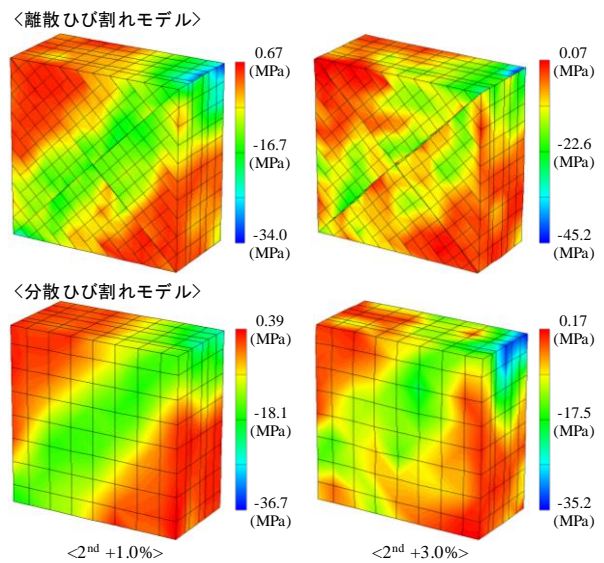 <離散ひび割れモデル>
0.67
(MPa)
-16.7
(MPa)
-34.0
(MPa)
0.07
(MPa)
-22.6
(MPa)
-45.2
(MPa)
<分散ひび割れモデル>
0.39
(MPa)
-18.1
(MPa)
-36.7
(MPa)
0.17
(MPa)
-17.5
(MPa)
-35.2
(MPa)
<2nd +1.0%>
<2nd +3.0%>